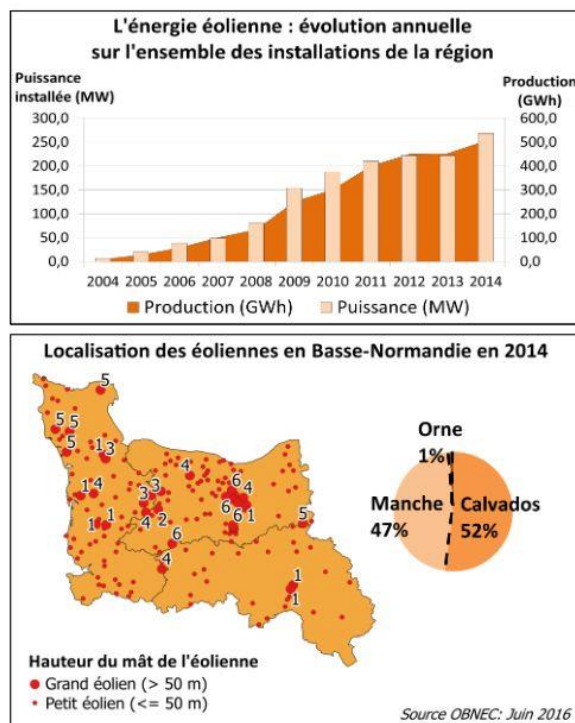 L'énergie éolienne : évolution annuelle
sur l'ensemble des installations de la région
Puissance
installée (MW)
Production
(GWh)
300,0
250,0
200,0
150,0
100,0
50,0
0,0
600,0
500,0
400,0
300,0
200,0
100,0
0,0
2004 2005 2006 2007 2008 2009 2010 2011 2012 2013 2014
Production (GWh) Puissance (MW)
Localisation des éoliennes en Basse-Normandie en 2014
5
5
5
5
1
3
4
1
4
3
3
6
4
6
6
1
1
1
4
2
6
5
4
1
1
Orne
1%
Manche
47%
Calvados
52%
Hauteur du mât de l'éolienne
Grand éolien (> 50 m)
Petit éolien (<= 50 m)
Source OBNEC: Juin 2016